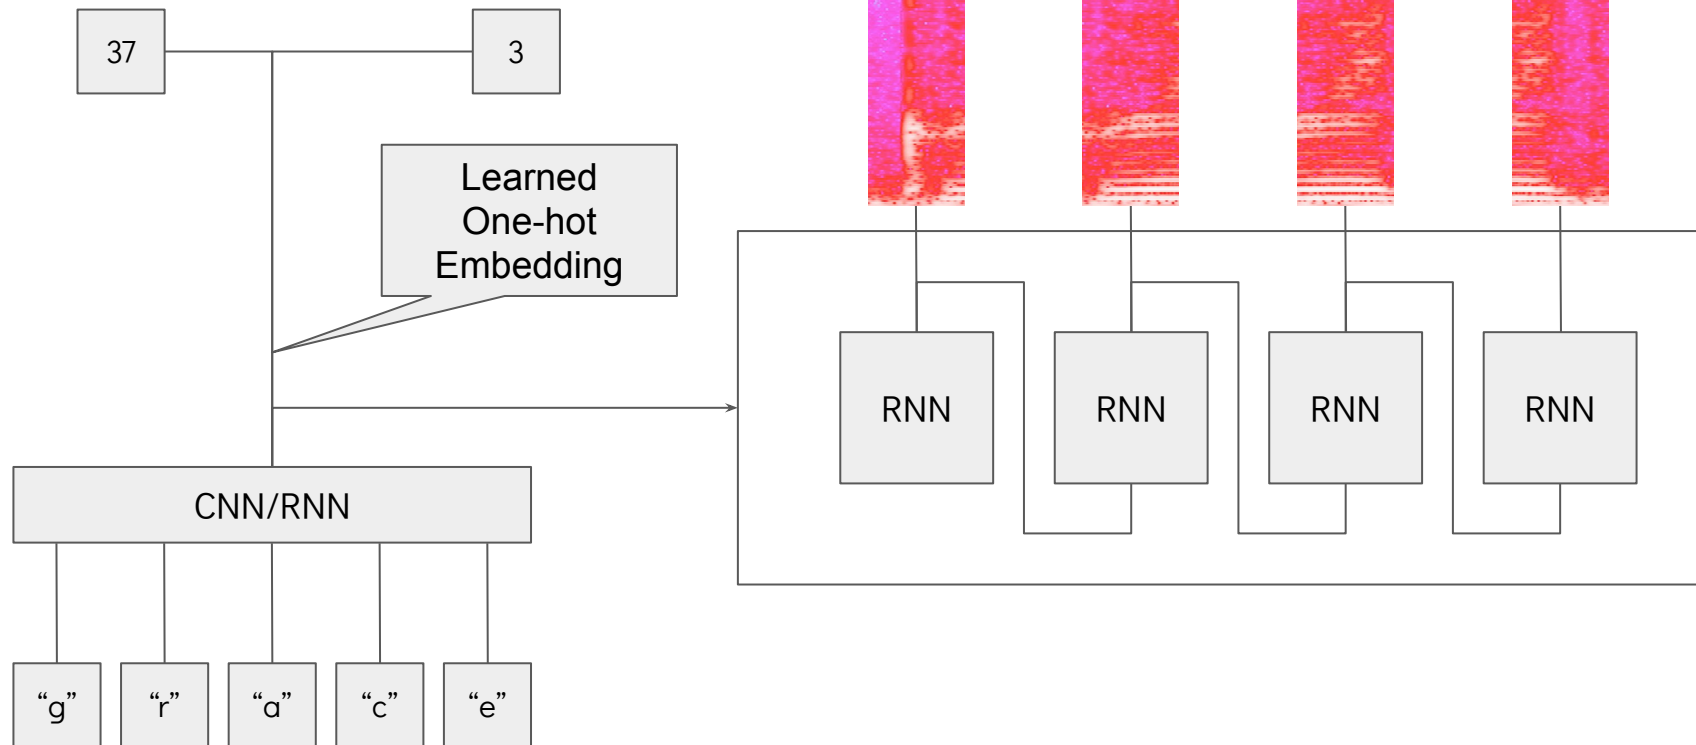 37
3
Learned
One-hot
Embedding
RNN
RNN
RNN
RNN
CNN/RNN
“g”
“r”
“a”
“c”
“e”